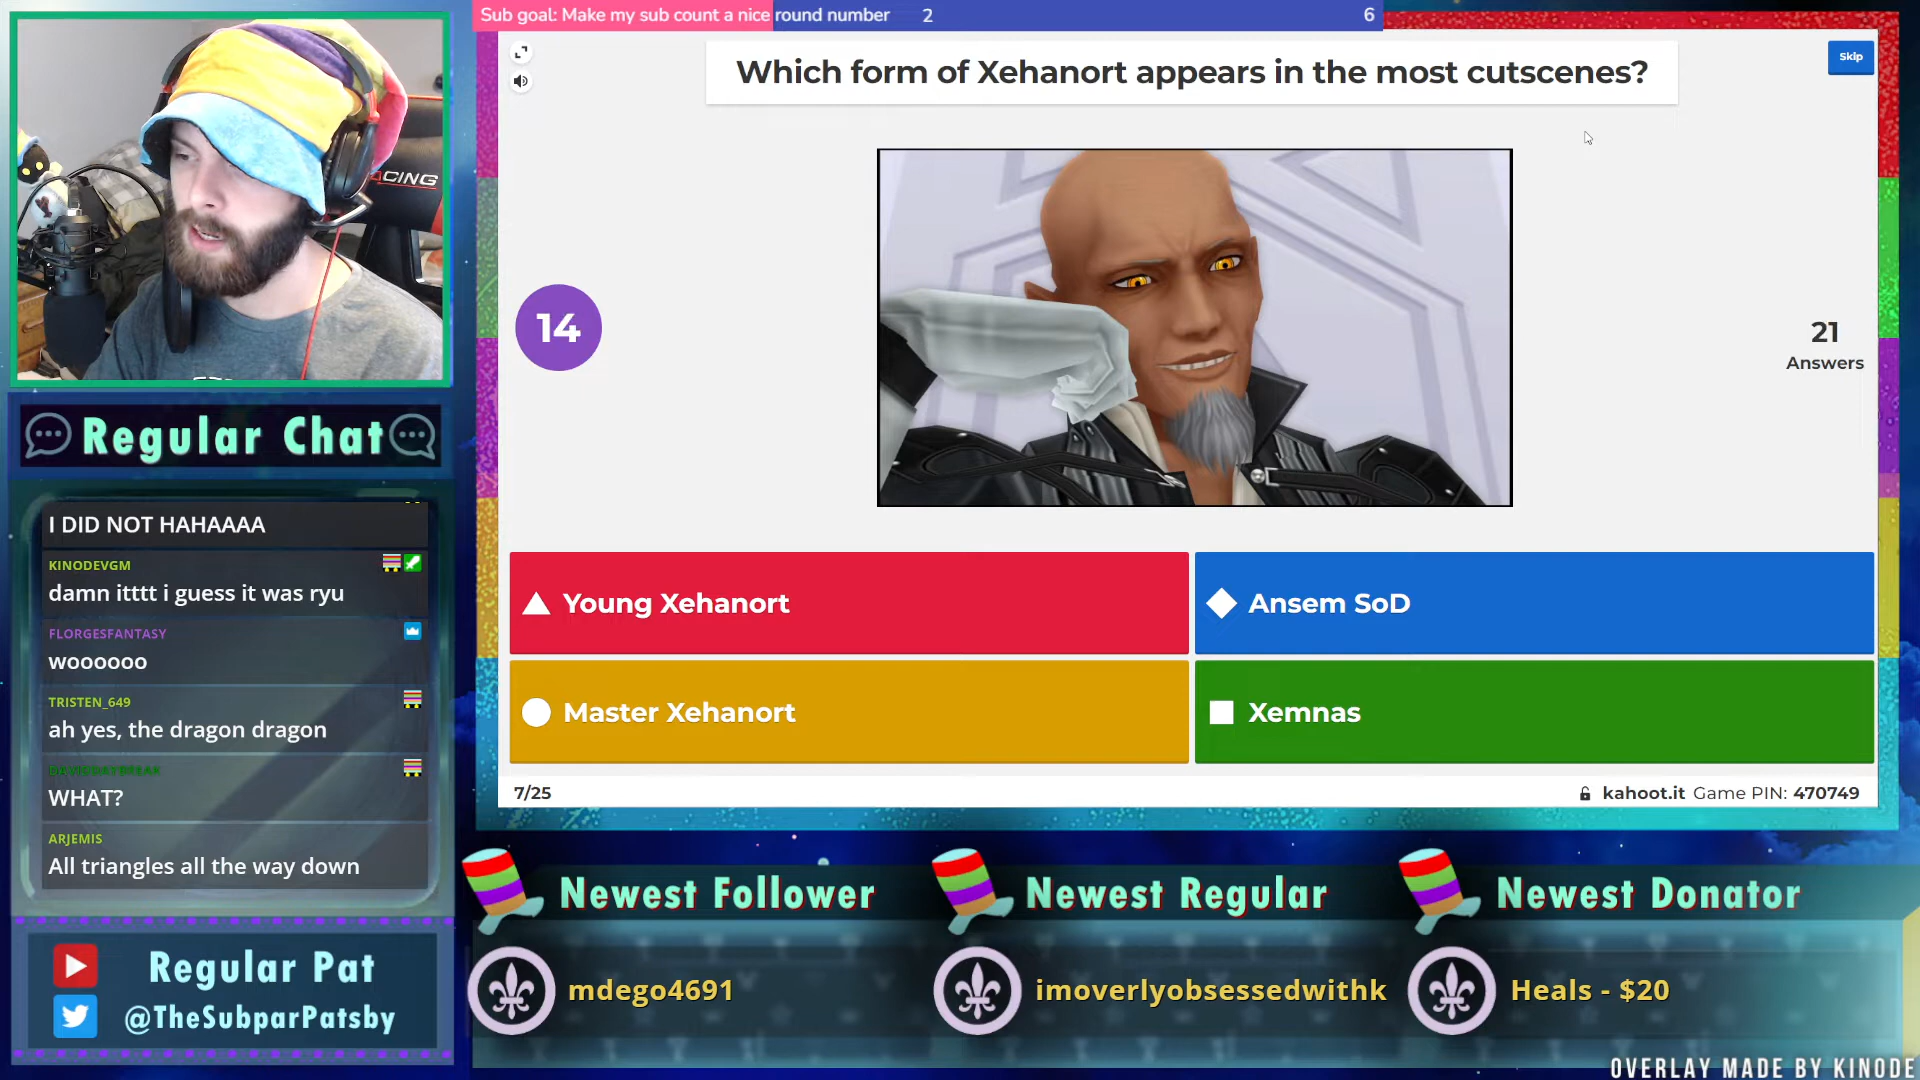 Sub goal: Make my sub count a nice round number 2 6
Which form of Xehanort appears in the most cutscenes?
Skip
14
21
Answers
Young Xehanort
Ansem SoD
Master Xehanort
Xemnas
7/25
kahoot.it Game PIN: 470749
CING
Regular Chat
I DID NOT HAHAAAA
KINODEVGM
damn itttt i guess it was ryu
FLORGESFANTASY
woooooo
TRISTEN_649
ah yes, the dragon dragon
WHAT?
ARJEMIS
All triangles all the way down
Regular Pat
@TheSubparPatsby
Newest Follower
mdego4691
Newest Regular
imoverlyobsessedwithk
Newest Donator
Heals - $20
OVERLAY MADE BY KINODE